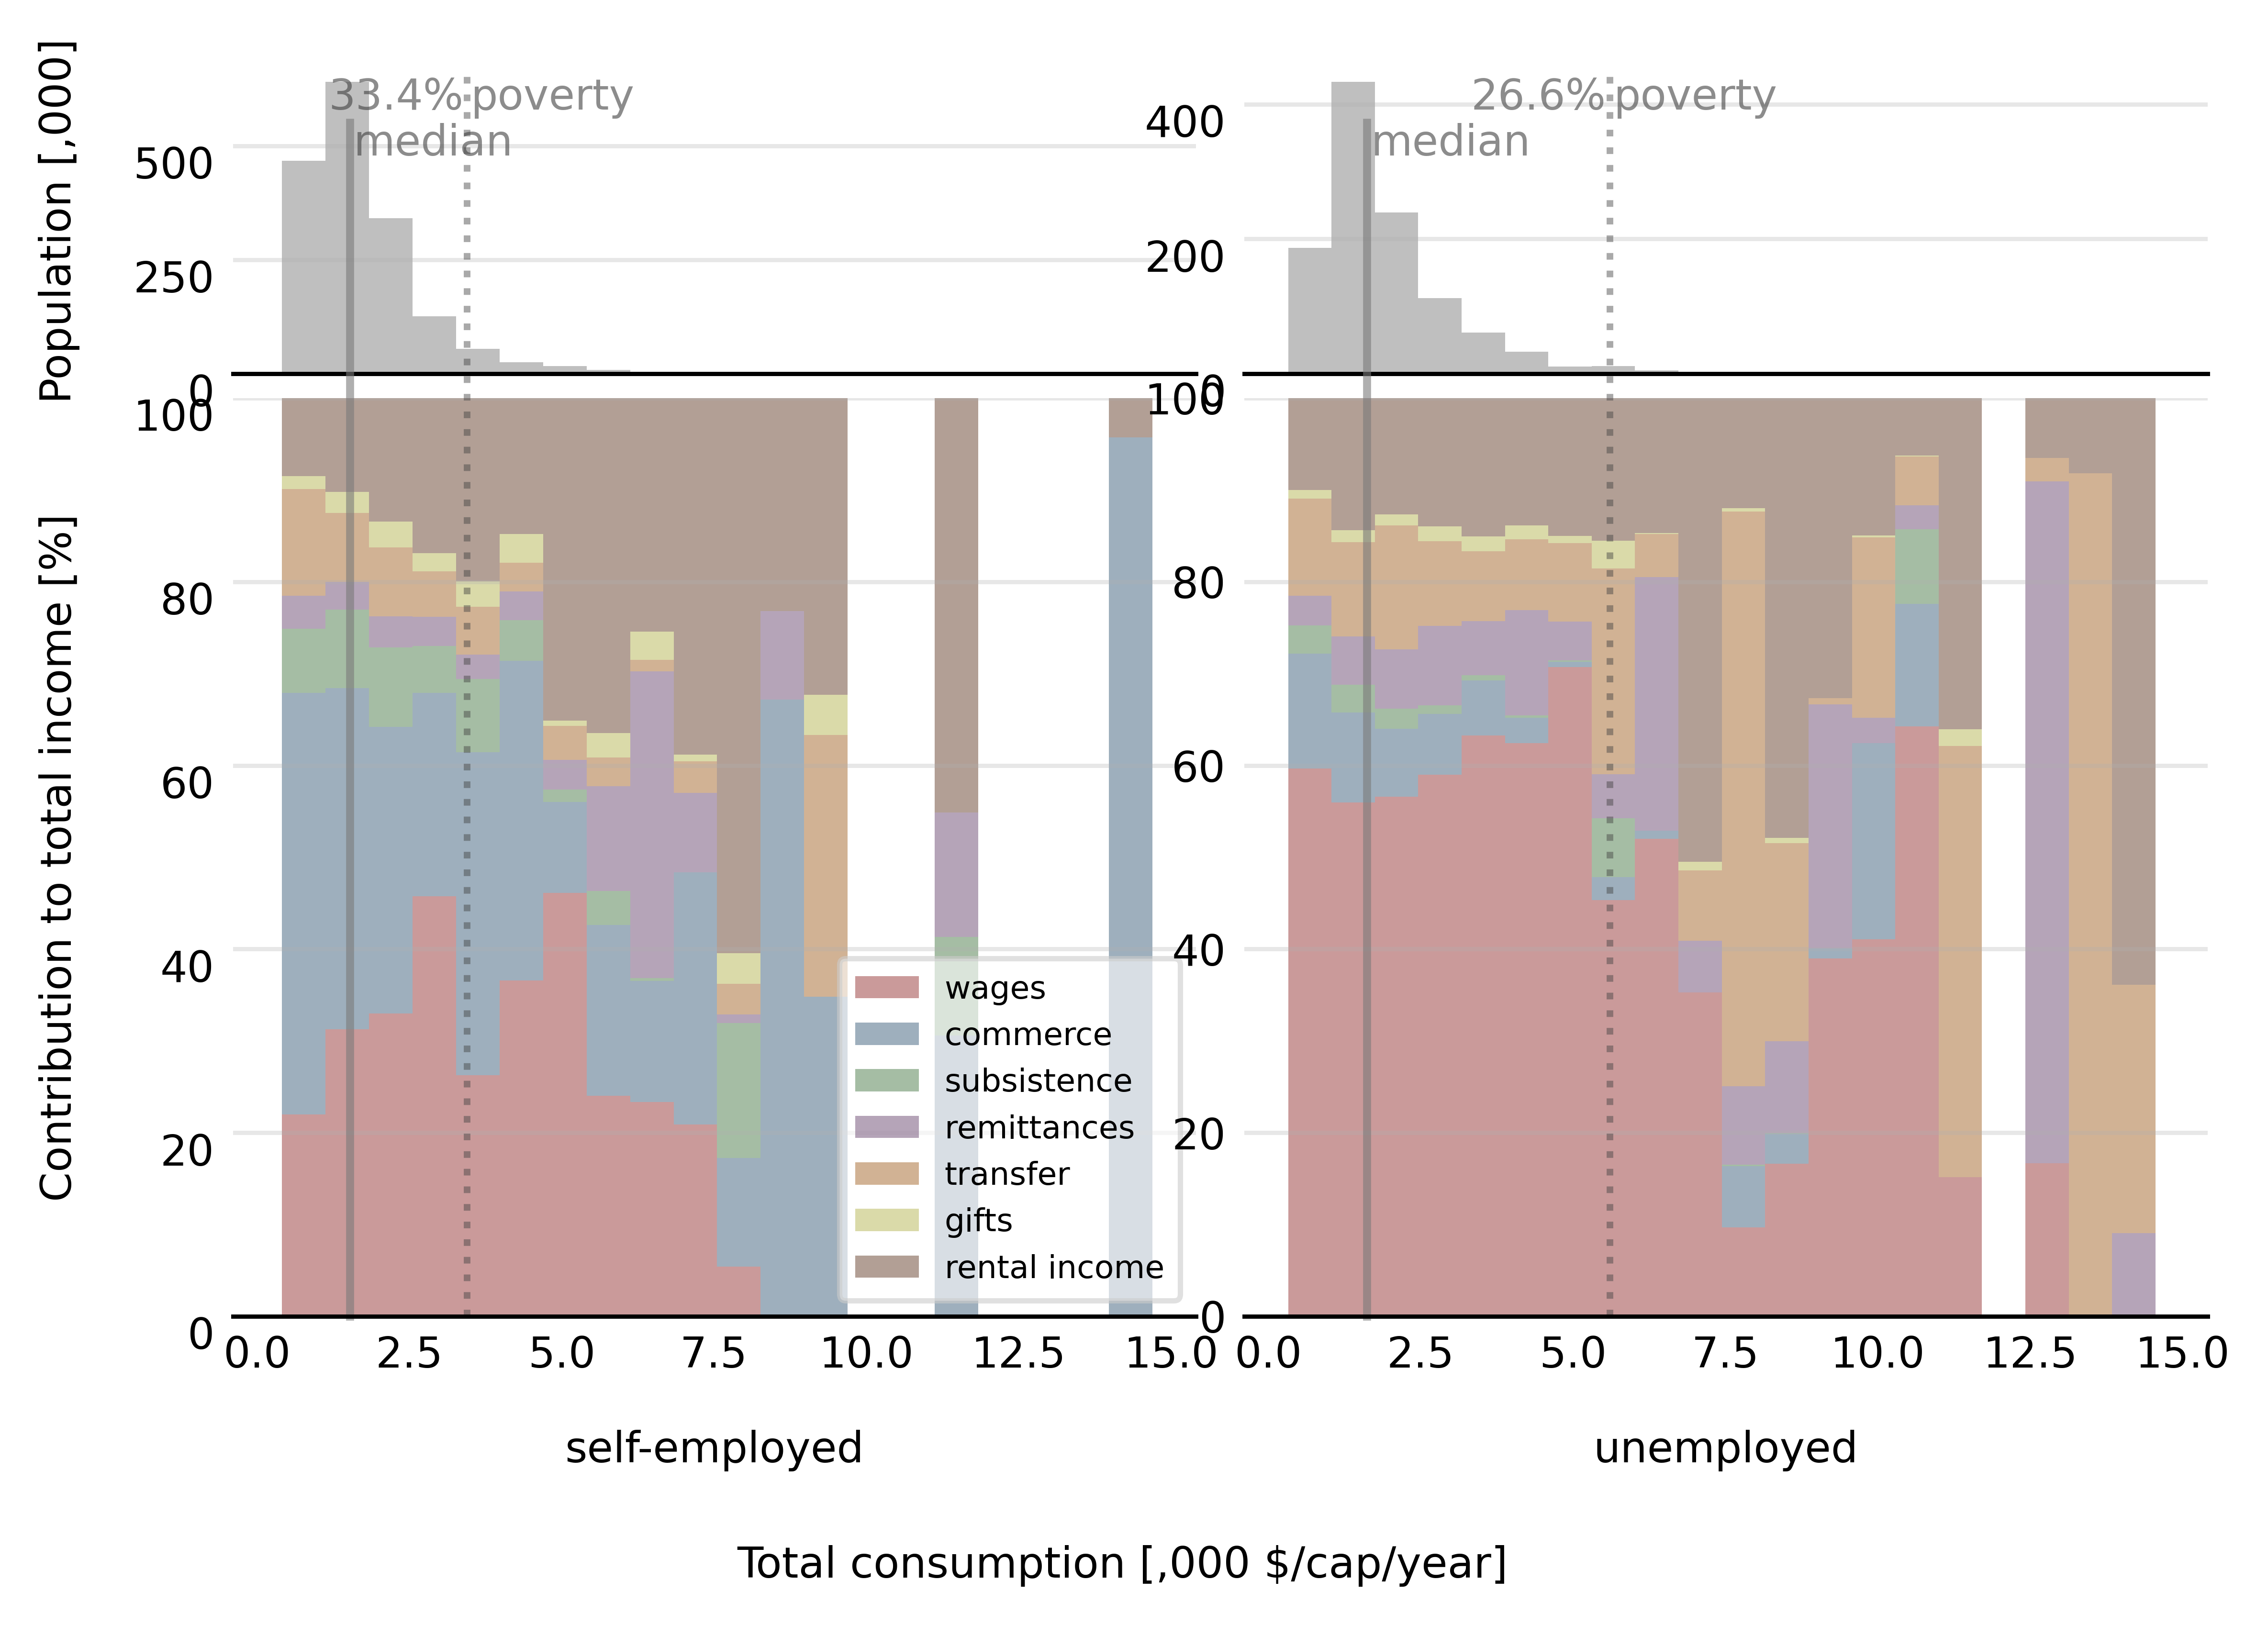 Population [,000]
33.4% poverty
median
500
250
0
26.6% poverty
median
400
200
0
Contribution to total income [%]
100
80
60
40
20
0
wages
commerce
subsistence
remittances
transfer
gifts
rental income
100
80
60
40
20
0
0.0 2.5 5.0 7.5 10.0 12.5 15.0
0.0 2.5 5.0 7.5 10.0 12.5 15.0
self-employed
unemployed
Total consumption [,000 $/cap/year]